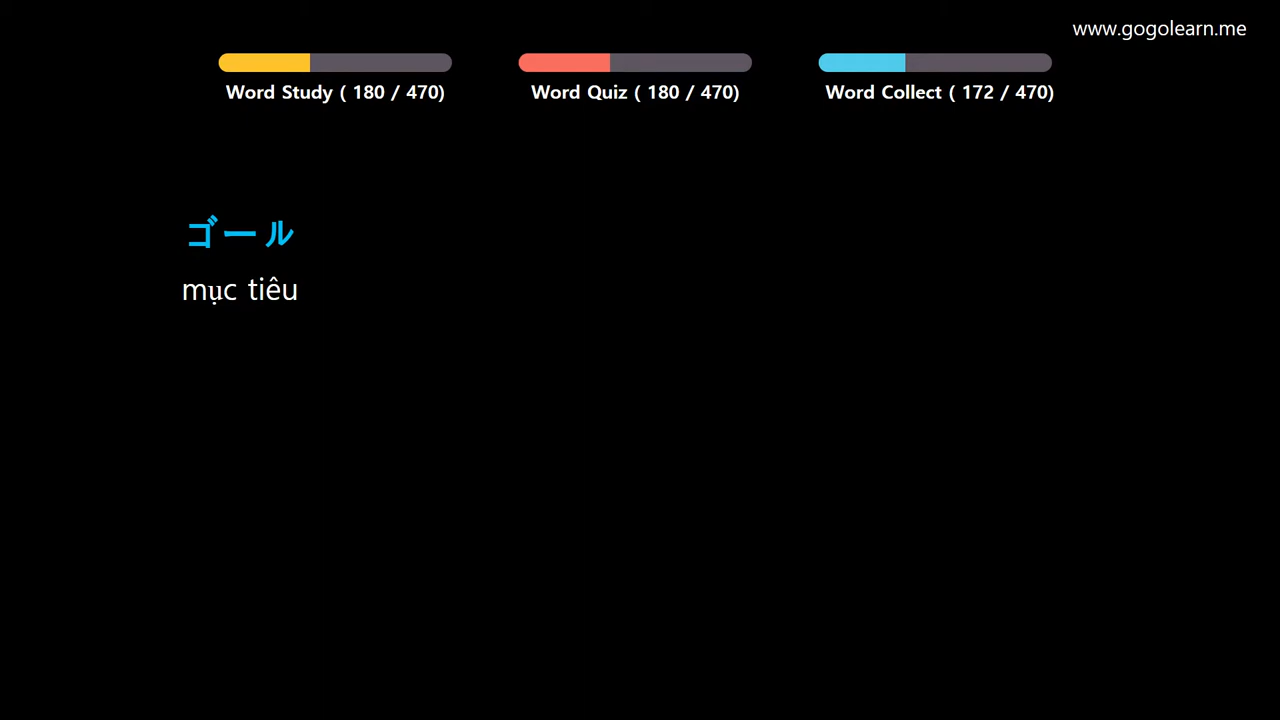 www.gogolearn.me
Word Study ( 180 / 470)
Word Quiz ( 180 / 470)
Word Collect ( 172 / 470)
ゴール
mục tiêu